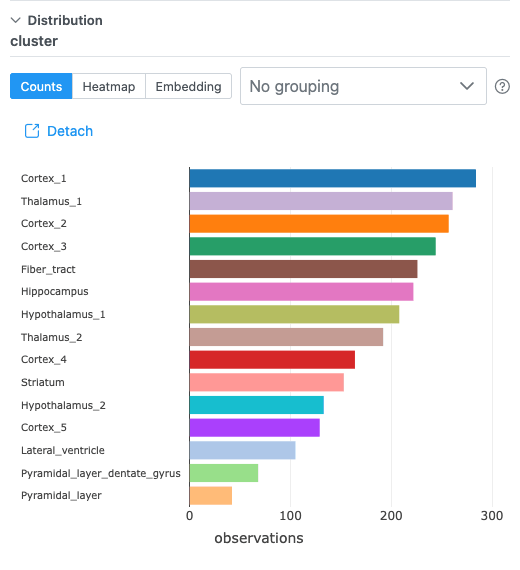 Distribution
cluster
Counts Heatmap Embedding No grouping ?
Detach
Cortex_1
Thalamus_1
Cortex_2
Cortex_3
Fiber_tract
Hippocampus
Hypothalamus_1
Thalamus_2
Cortex_4
Striatum
Hypothalamus_2
Cortex_5
Lateral_ventricle
Pyramidal_layer_dentate_gyrus
Pyramidal_layer
0 100 200 300
observations